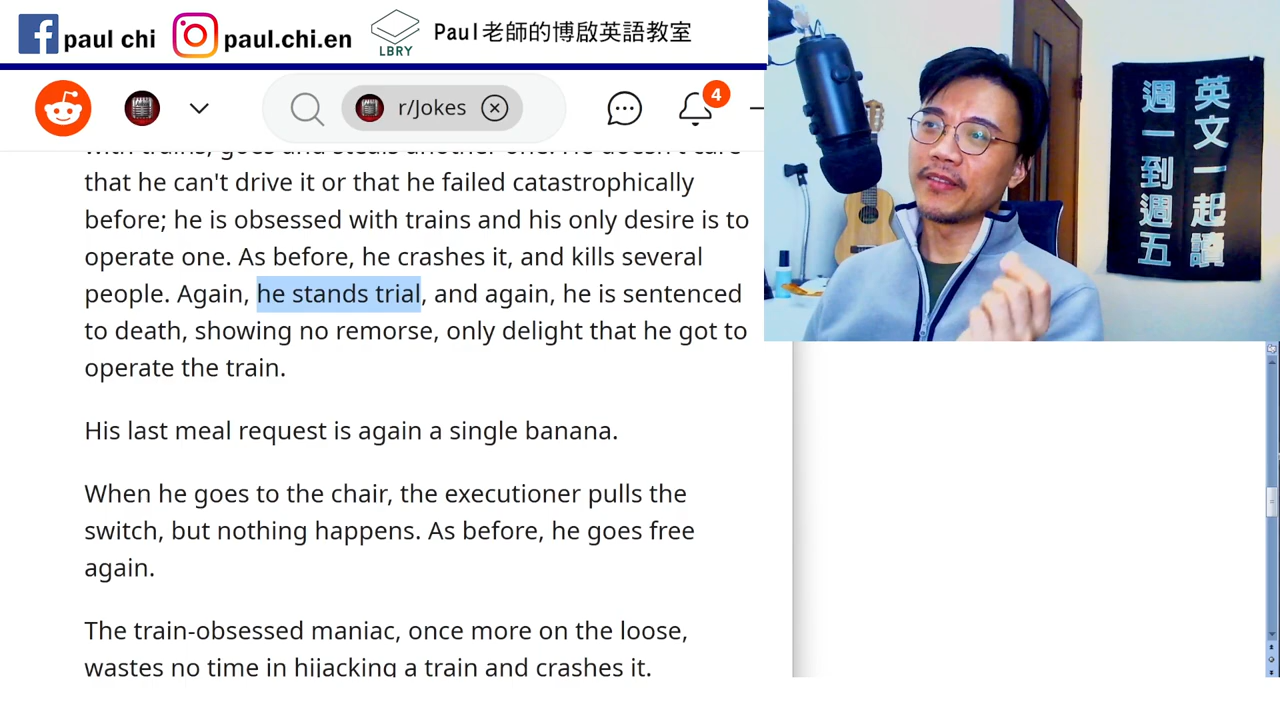 paul chi
paul.chi.en
LBRY
Paul老師的博啟英語教室
r/Jokes
4
that he can't drive it or that he failed catastrophically
before; he is obsessed with trains and his only desire is to
operate one. As before, he crashes it, and kills several
people. Again, he stands trial, and again, he is sentenced
to death, showing no remorse, only delight that he got to
operate the train.
His last meal request is again a single banana.
When he goes to the chair, the executioner pulls the
switch, but nothing happens. As before, he goes free
again.
The train-obsessed maniac, once more on the loose,
wastes no time in hijacking a train and crashes it.
英文一起讀
週一到週五